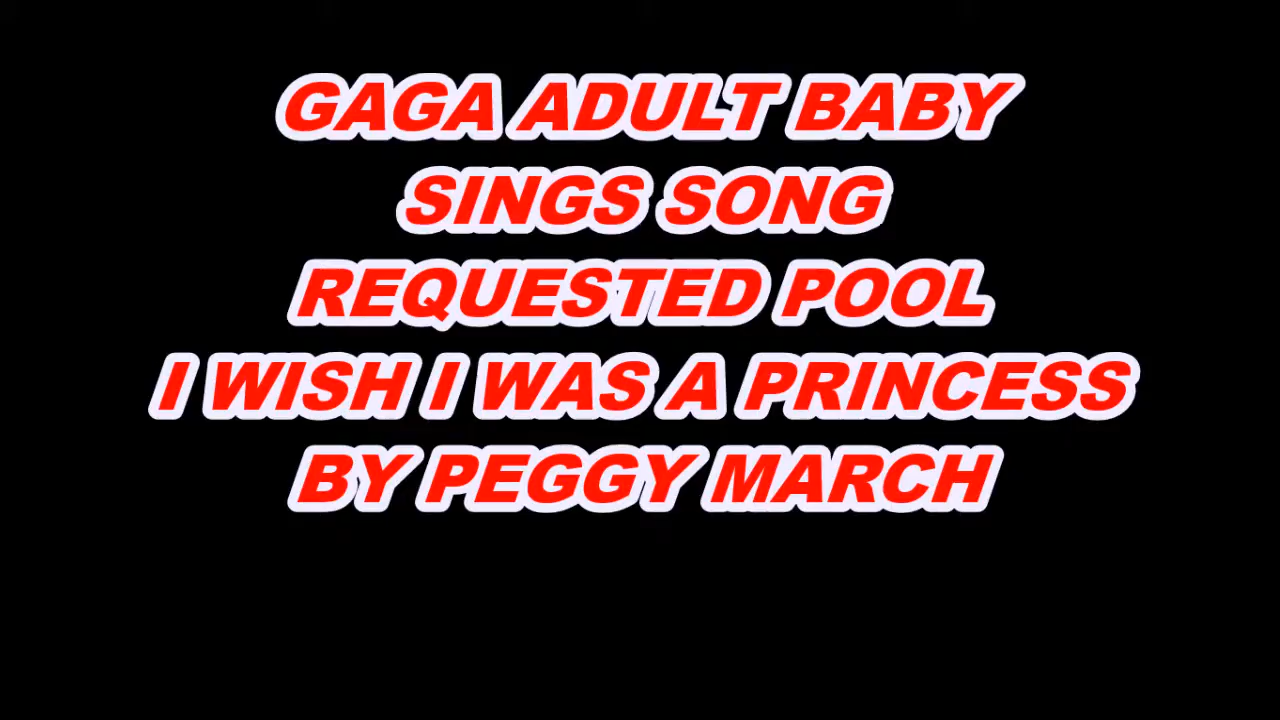 GAGA ADULT BABY
SINGS SONG
REQUESTED POOL
I WISH I WAS A PRINCESS
BY PEGGY MARCH